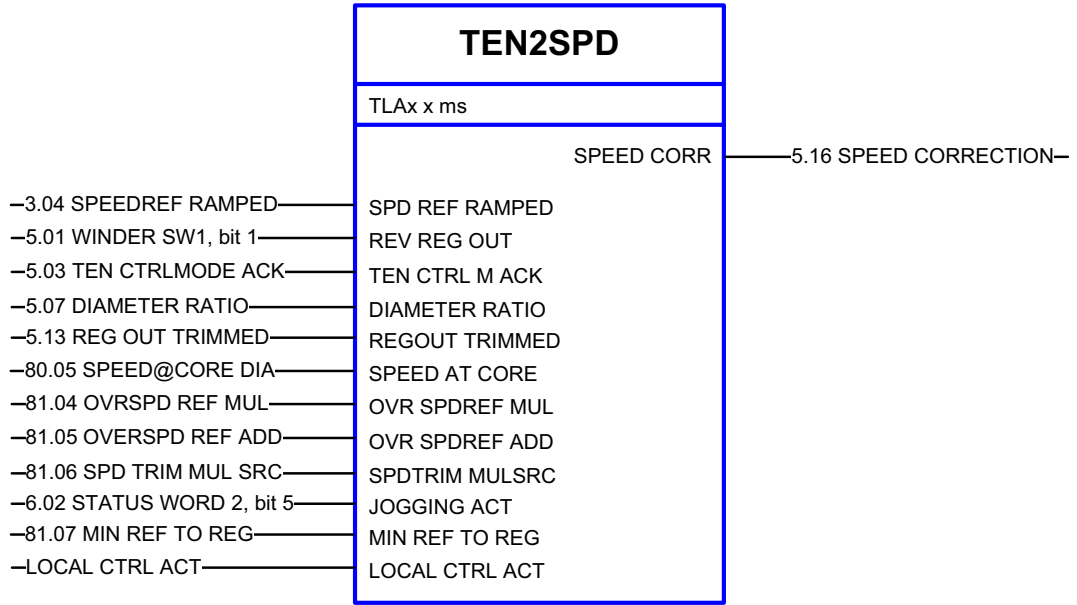 TEN2SPD
TLAx x ms
SPEED CORR 5.16 SPEED CORRECTION
3.04 SPEEDREF RAMPED SPD REF RAMPED
5.01 WINDER SW1, bit 1 REV REG OUT
5.03 TEN CTRLMODE ACK TEN CTRL M ACK
5.07 DIAMETER RATIO DIAMETER RATIO
5.13 REG OUT TRIMMED REGOUT TRIMMED
80.05 SPEED@CORE DIA SPEED AT CORE
81.04 OVRSPD REF MUL OVR SPDREF MUL
81.05 OVERSPD REF ADD OVR SPDREF ADD
81.06 SPD TRIM MUL SRC SPDTRIM MULSRC
6.02 STATUS WORD 2, bit 5 JOGGING ACT
81.07 MIN REF TO REG MIN REF TO REG
LOCAL CTRL ACT LOCAL CTRL ACT